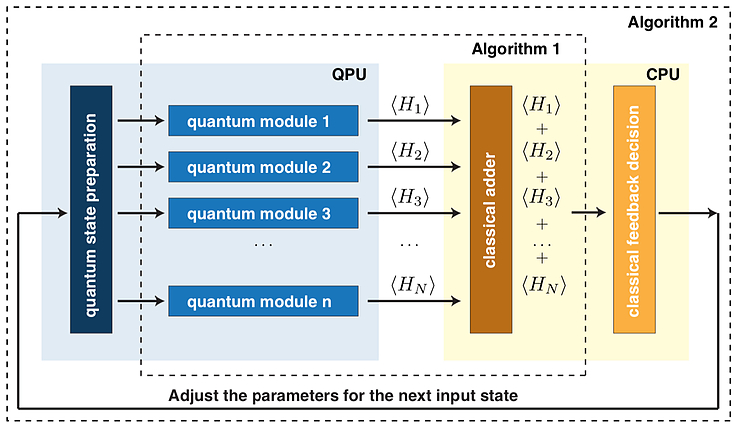 Algorithm 2
Algorithm 1
QPU
CPU
quantum state preparation
quantum module 1
quantum module 2
quantum module 3
...
quantum module n
⟨H₁⟩
⟨H₂⟩
⟨H₃⟩
...
⟨H_N⟩
classical adder
⟨H₁⟩
+
⟨H₂⟩
+
⟨H₃⟩
+
...
+
⟨H_N⟩
classical feedback decision
Adjust the parameters for the next input state